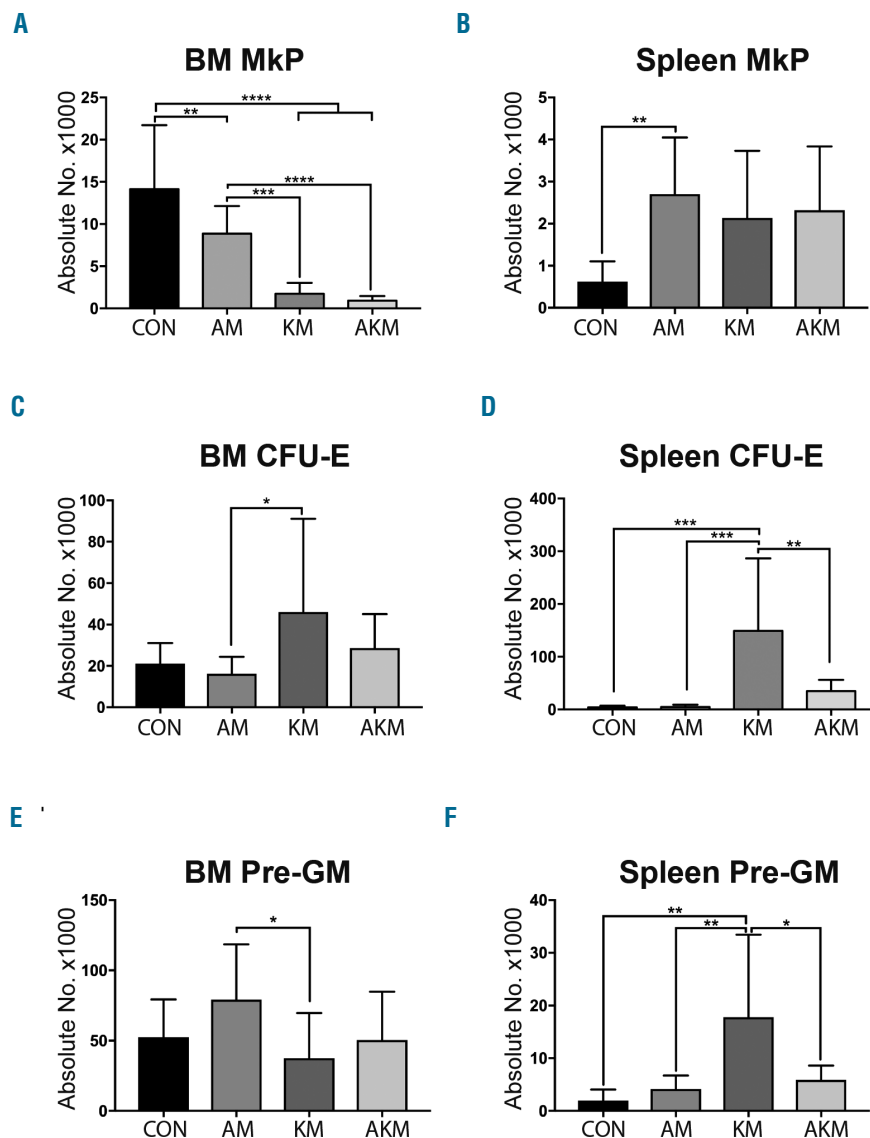 A
BM MkP
Absolute No. x1000
25
20
15
10
5
0
****
**
****
***
CON AM KM AKM
B
Spleen MkP
Absolute No. x1000
5
4
3
2
1
0
**
CON AM KM AKM
C
BM CFU-E
Absolute No. x1000
100
80
60
40
20
0
*
CON AM KM AKM
D
Spleen CFU-E
Absolute No. x1000
400
300
200
100
0
***
***
**
CON AM KM AKM
E '
BM Pre-GM
Absolute No. x1000
150
100
50
0
*
CON AM KM AKM
F
Spleen Pre-GM
Absolute No. x1000
40
30
20
10
0
**
** *
CON AM KM AKM